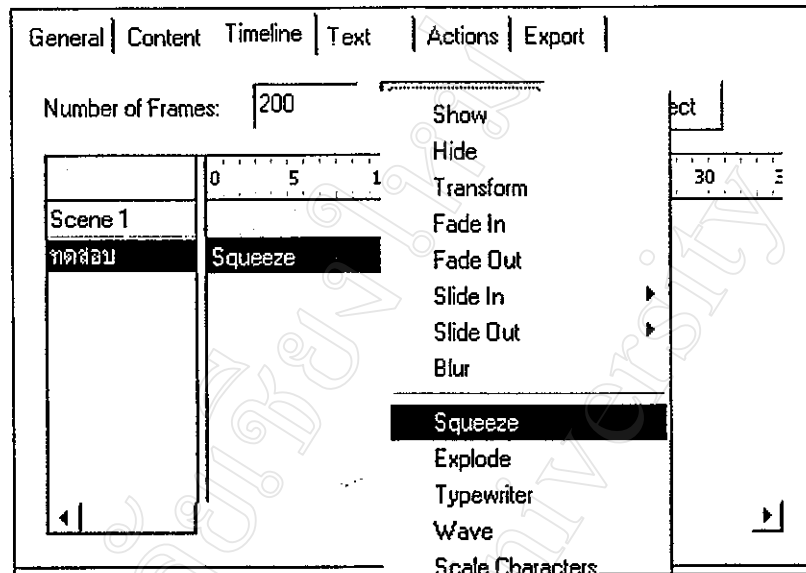 General Content Timeline Text Actions Export
Number of Frames: 200
Show
Hide
Transform
Fade In
Fade Out
Slide In
Slide Out
Blur
Squeeze
Explode
Typewriter
Wave
Scale Characters
ect
0 5 1 30
Scene 1
ทดสอบ Squeeze
University